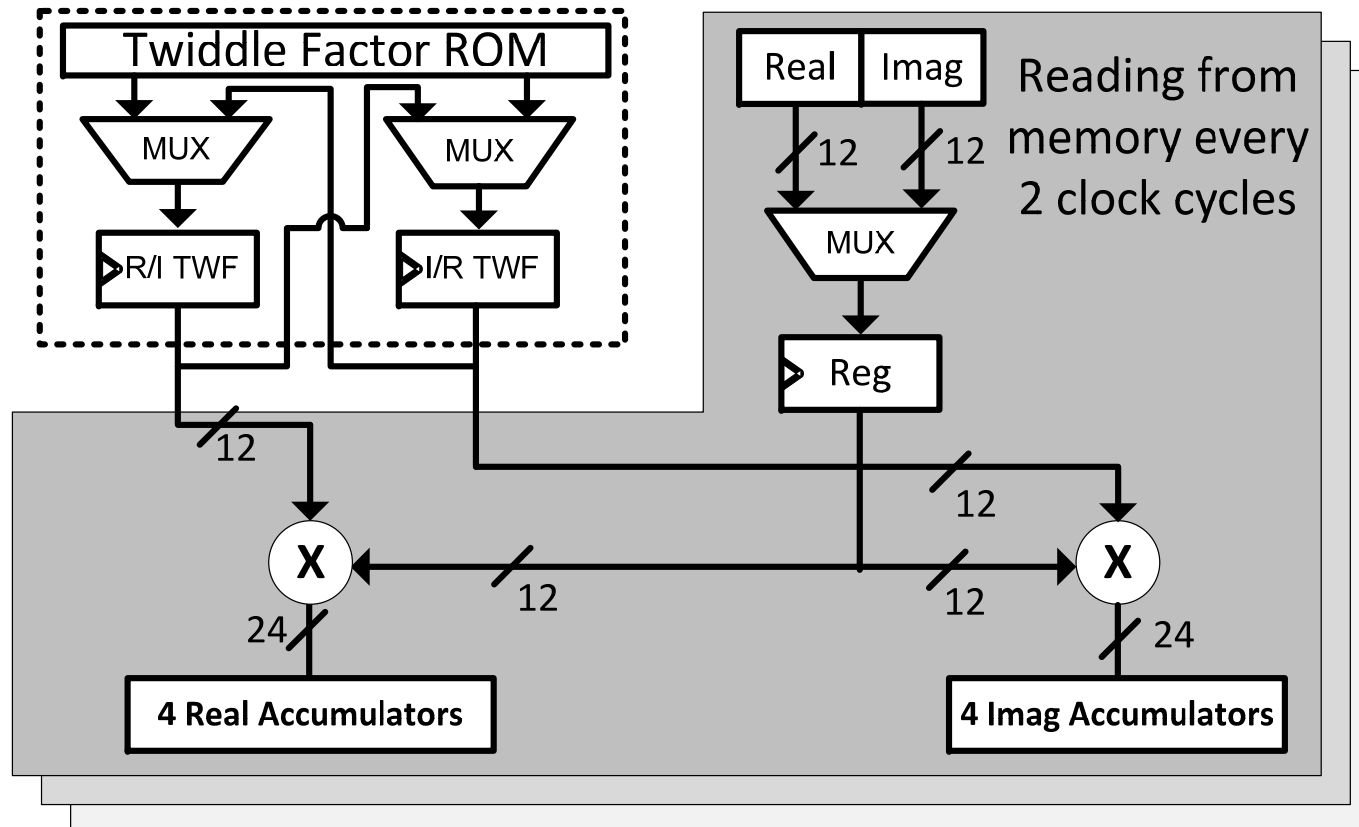 Twiddle Factor ROM
Real
Imag
Reading from
memory every
2 clock cycles
12
12
MUX
MUX
MUX
R/I TWF
I/R TWF
Reg
12
12
12
12
X
X
24
24
4 Real Accumulators
4 Imag Accumulators